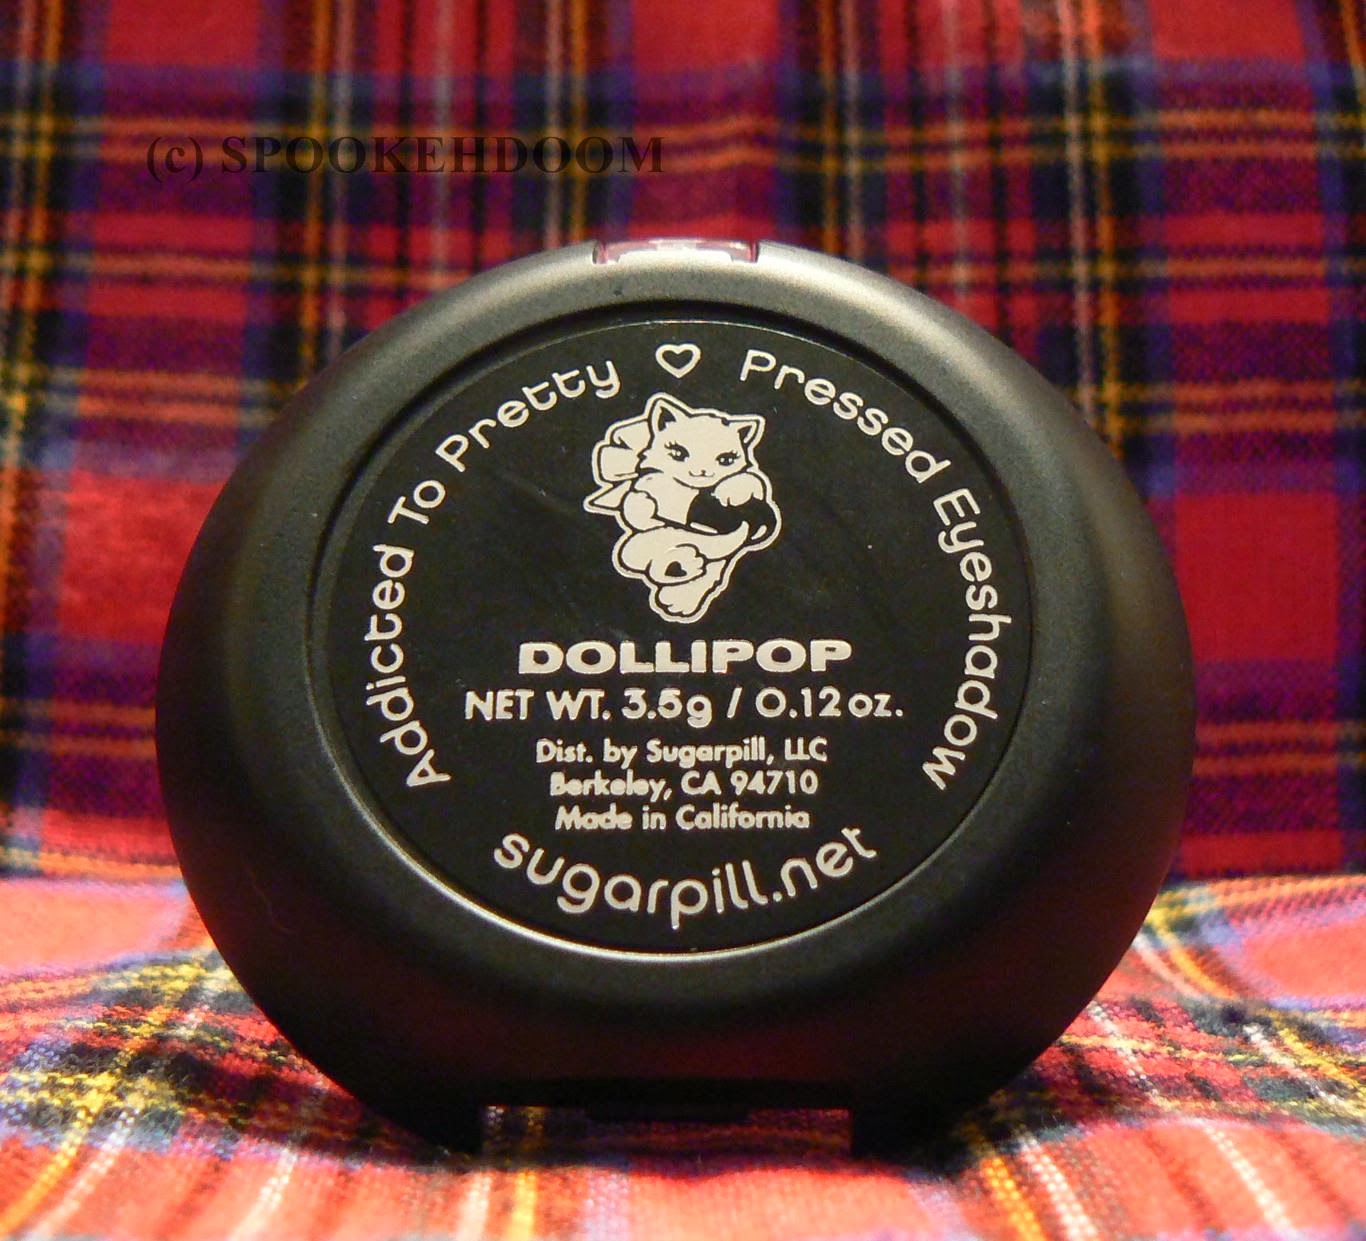 (c) SPOOKEHDOOM
Addicted To Pretty ♡ Pressed Eyeshadow
DOLLIPOP
NET WT. 3.5g / 0.12 oz.
Dist. by Sugarpill, LLC
Berkeley, CA 94710
Made in California
sugarpill.net